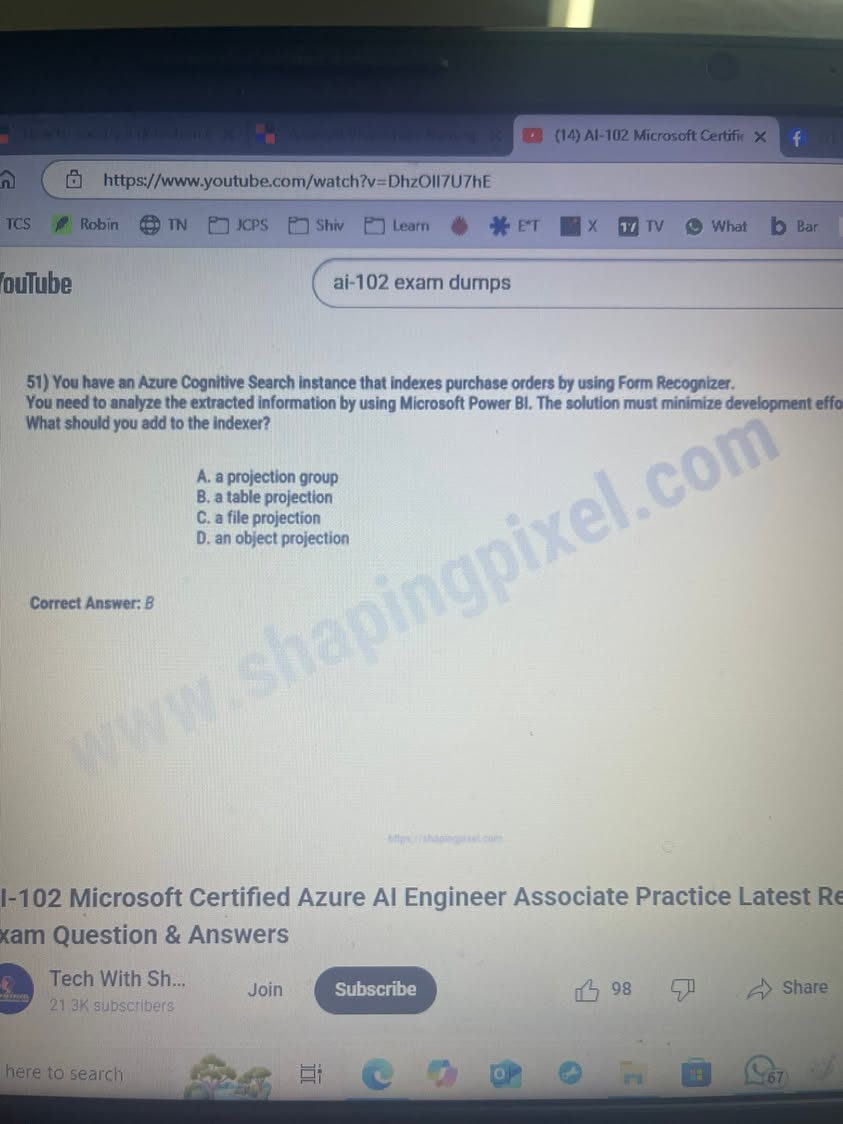 (14) AI-102 Microsoft Certific
https://www.youtube.com/watch?v=DhzOII7U7hE
TCS Robin TN JCPS Shiv Learn E*T X 17 TV What Bar
YouTube
ai-102 exam dumps
51) You have an Azure Cognitive Search instance that indexes purchase orders by using Form Recognizer.
You need to analyze the extracted information by using Microsoft Power BI. The solution must minimize development effo
What should you add to the indexer?
A. a projection group
B. a table projection
C. a file projection
D. an object projection
Correct Answer: B
www.shapingpixel.com
https://shapingpixel.com
I-102 Microsoft Certified Azure AI Engineer Associate Practice Latest Re
xam Question & Answers
Tech With Sh...
21.3K subscribers
Join
Subscribe
98
Share
here to search
67